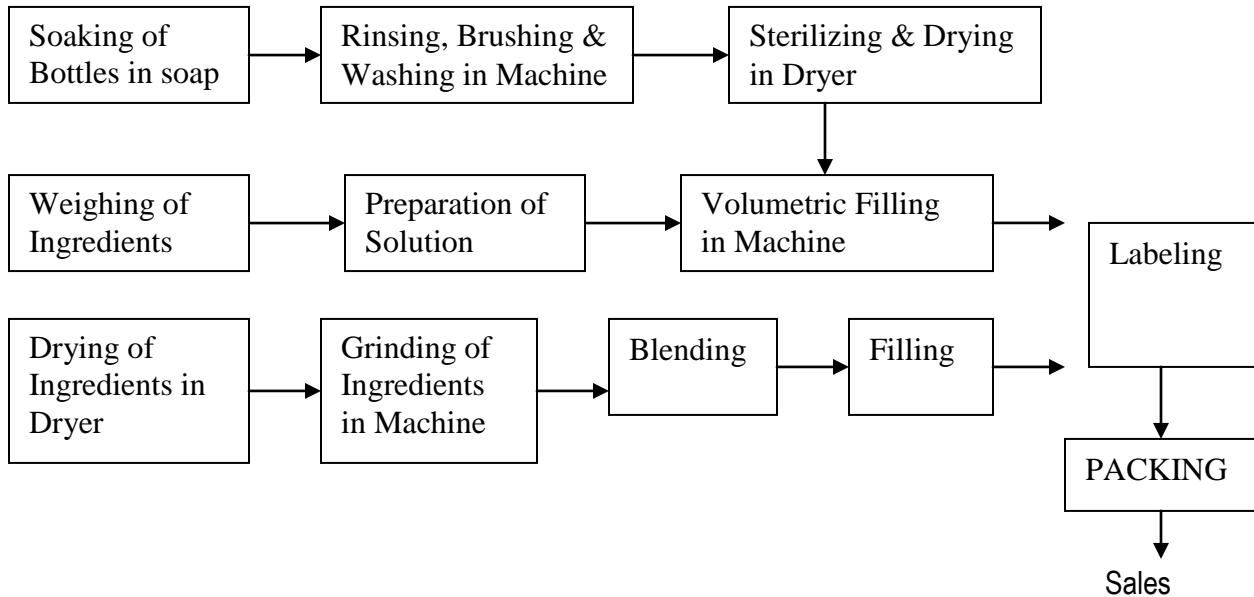 Soaking of
Bottles in soap
Rinsing, Brushing &
Washing in Machine
Sterilizing & Drying
in Dryer
Weighing of
Ingredients
Preparation of
Solution
Volumetric Filling
in Machine
Labeling
Drying of
Ingredients in
Dryer
Grinding of
Ingredients
in Machine
Blending
Filling
PACKING
Sales